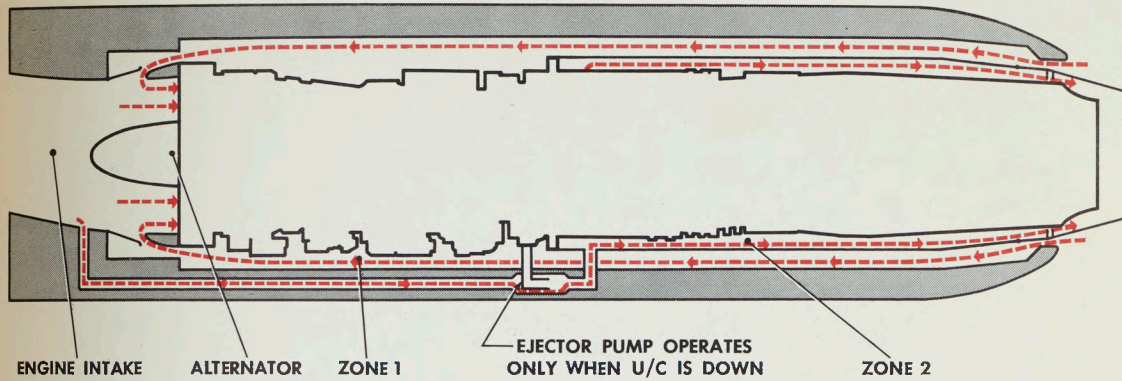 ENGINE INTAKE
ALTERNATOR
ZONE 1
EJECTOR PUMP OPERATES
ONLY WHEN U/C IS DOWN
ZONE 2